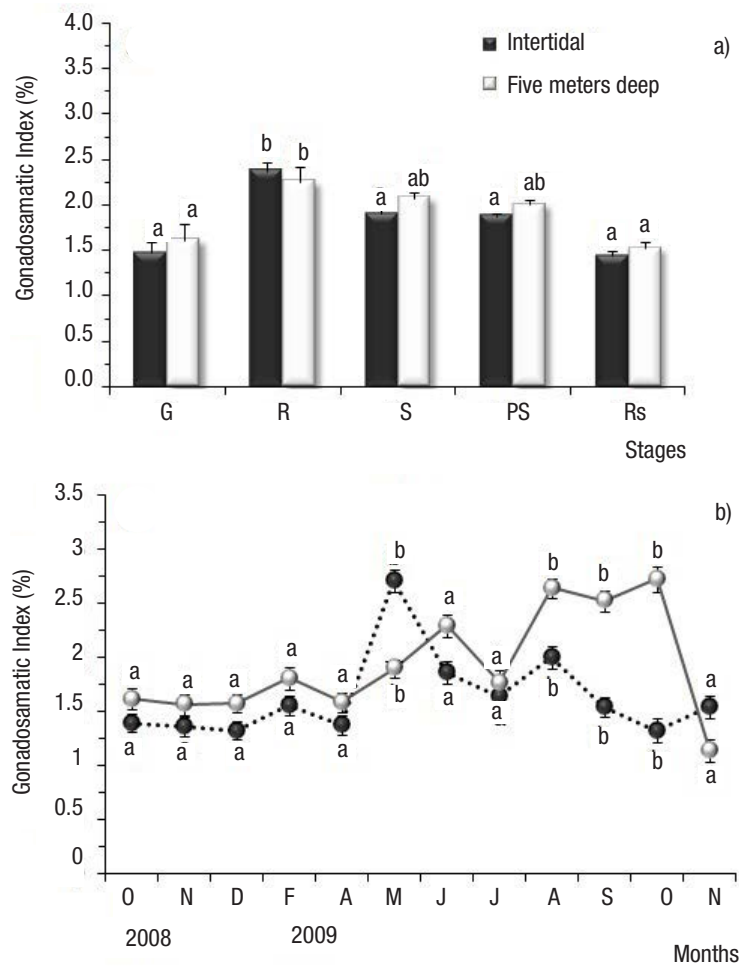 4.0
3.5
3.0
2.5
2.0
1.5
1.0
0.5
0.0
Gonadosamatic Index (%)
Intertidal
Five meters deep
a)
a a b b a ab a ab a a
G R S PS Rs
Stages
3.5
3
2.5
2
1.5
1
0.5
0
Gonadosamatic Index (%)
b)
a a a a a b a a b b b a
a a a a a b a a b b b a
O N D F A M J J A S O N
2008 2009
Months